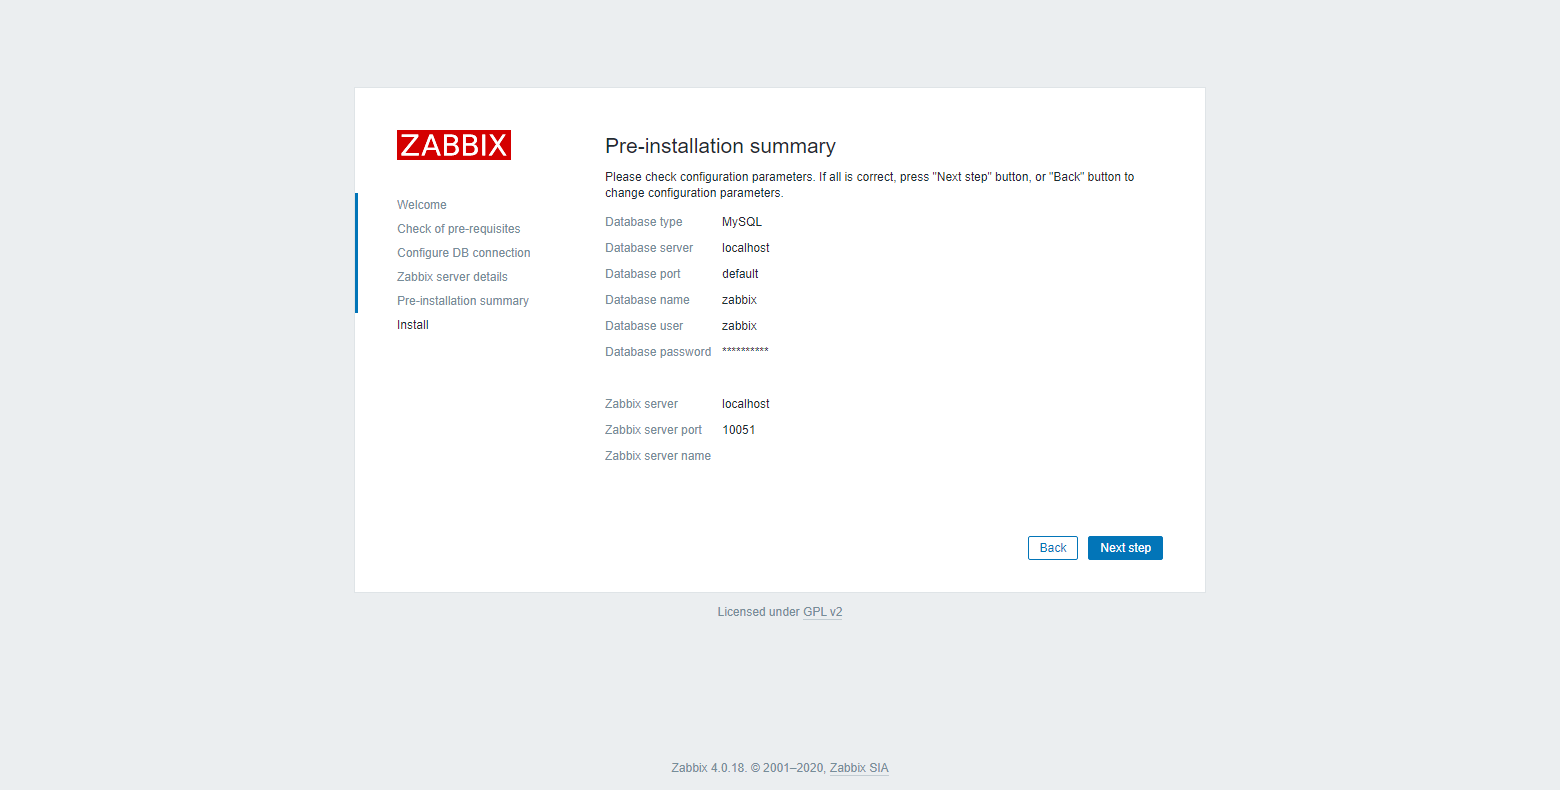 ZABBIX
Welcome
Check of pre-requisites
Configure DB connection
Zabbix server details
Pre-installation summary
Install
Pre-installation summary
Please check configuration parameters. If all is correct, press "Next step" button, or "Back" button to
change configuration parameters.
Database type MySQL
Database server localhost
Database port default
Database name zabbix
Database user zabbix
Database password **********
Zabbix server localhost
Zabbix server port 10051
Zabbix server name
Back Next step
Licensed under GPL v2
Zabbix 4.0.18. © 2001–2020, Zabbix SIA